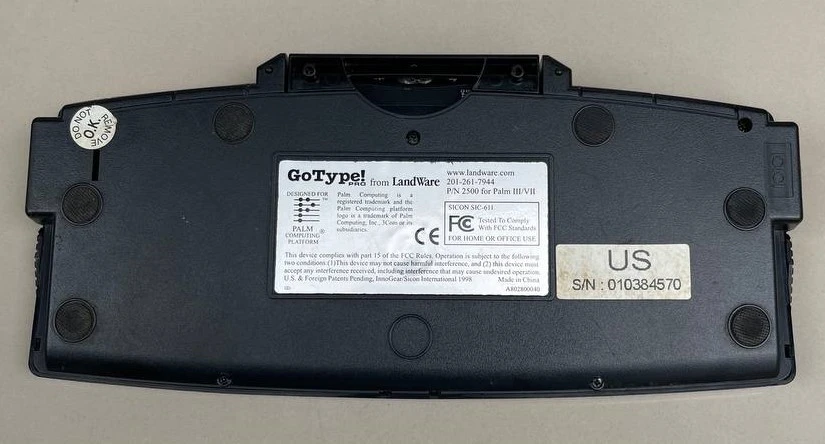 DO NOT REMOVE
O.K.
GoType! PRO from LandWare
www.landware.com
201-261-7944
P/N 2500 for Palm III/VII
DESIGNED FOR
™
PALM ®
COMPUTING
PLATFORM
Palm Computing is a
registered trademark and the
Palm Computing platform
logo is a trademark of Palm
Computing, Inc., 3Com or its
subsidiaries.
CE
SICON SIC-611
FC Tested To Comply
With FCC Standards
FOR HOME OR OFFICE USE
This device complies with part 15 of the FCC Rules. Operation is subject to the following
two conditions.(1)This device may not cause harmful interference, and (2) this device must
accept any interference received, including interference that may cause undesired operation.
U.S. & Foreign Patents Pending, InnoGear/Sicon International 1998 Made in China
A802800040
US
S/N : 010384570